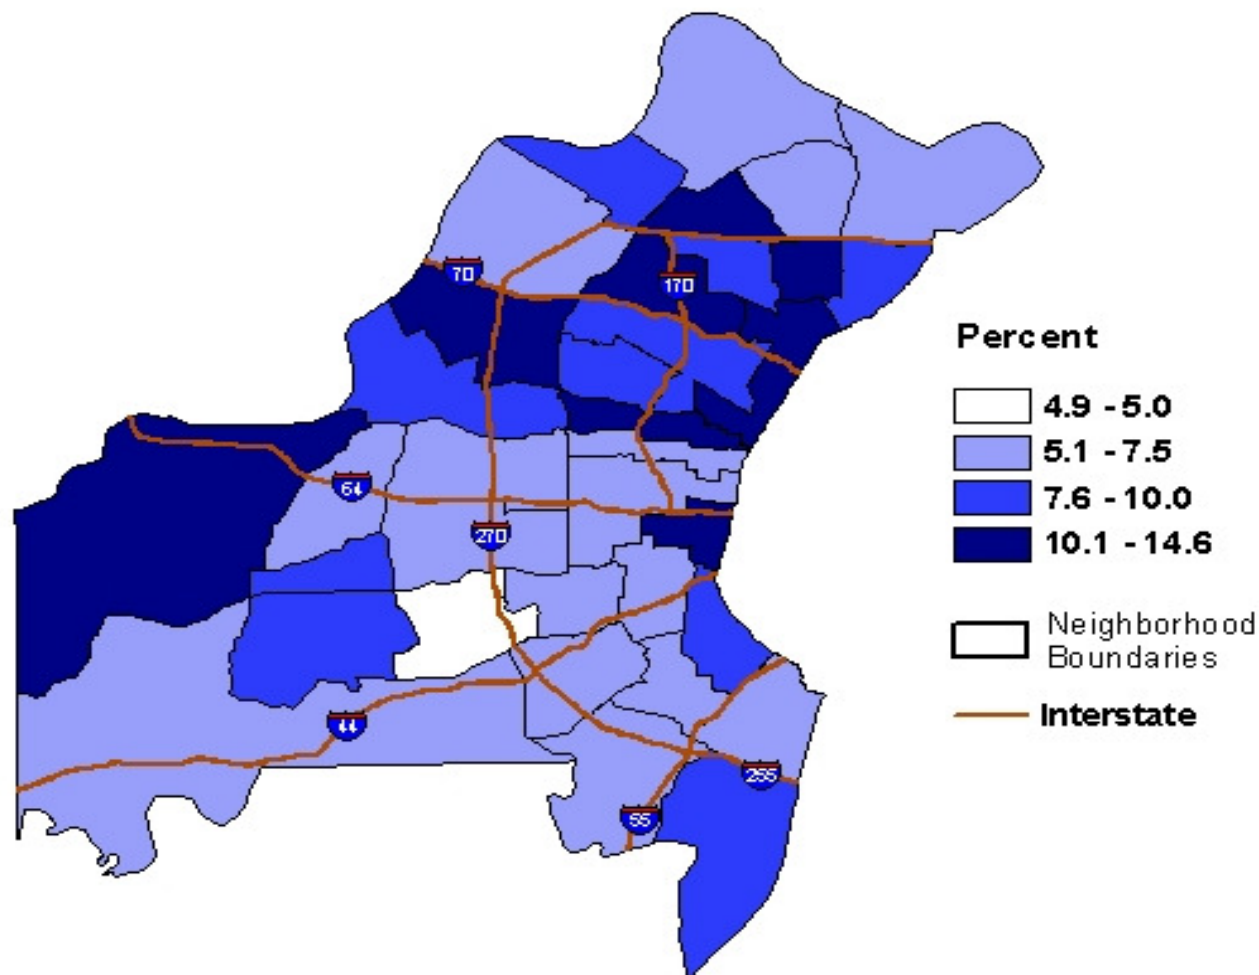 70
170
64
270
44
255
55
Percent
4.9 - 5.0
5.1 - 7.5
7.6 - 10.0
10.1 - 14.6
Neighborhood
Boundaries
Interstate